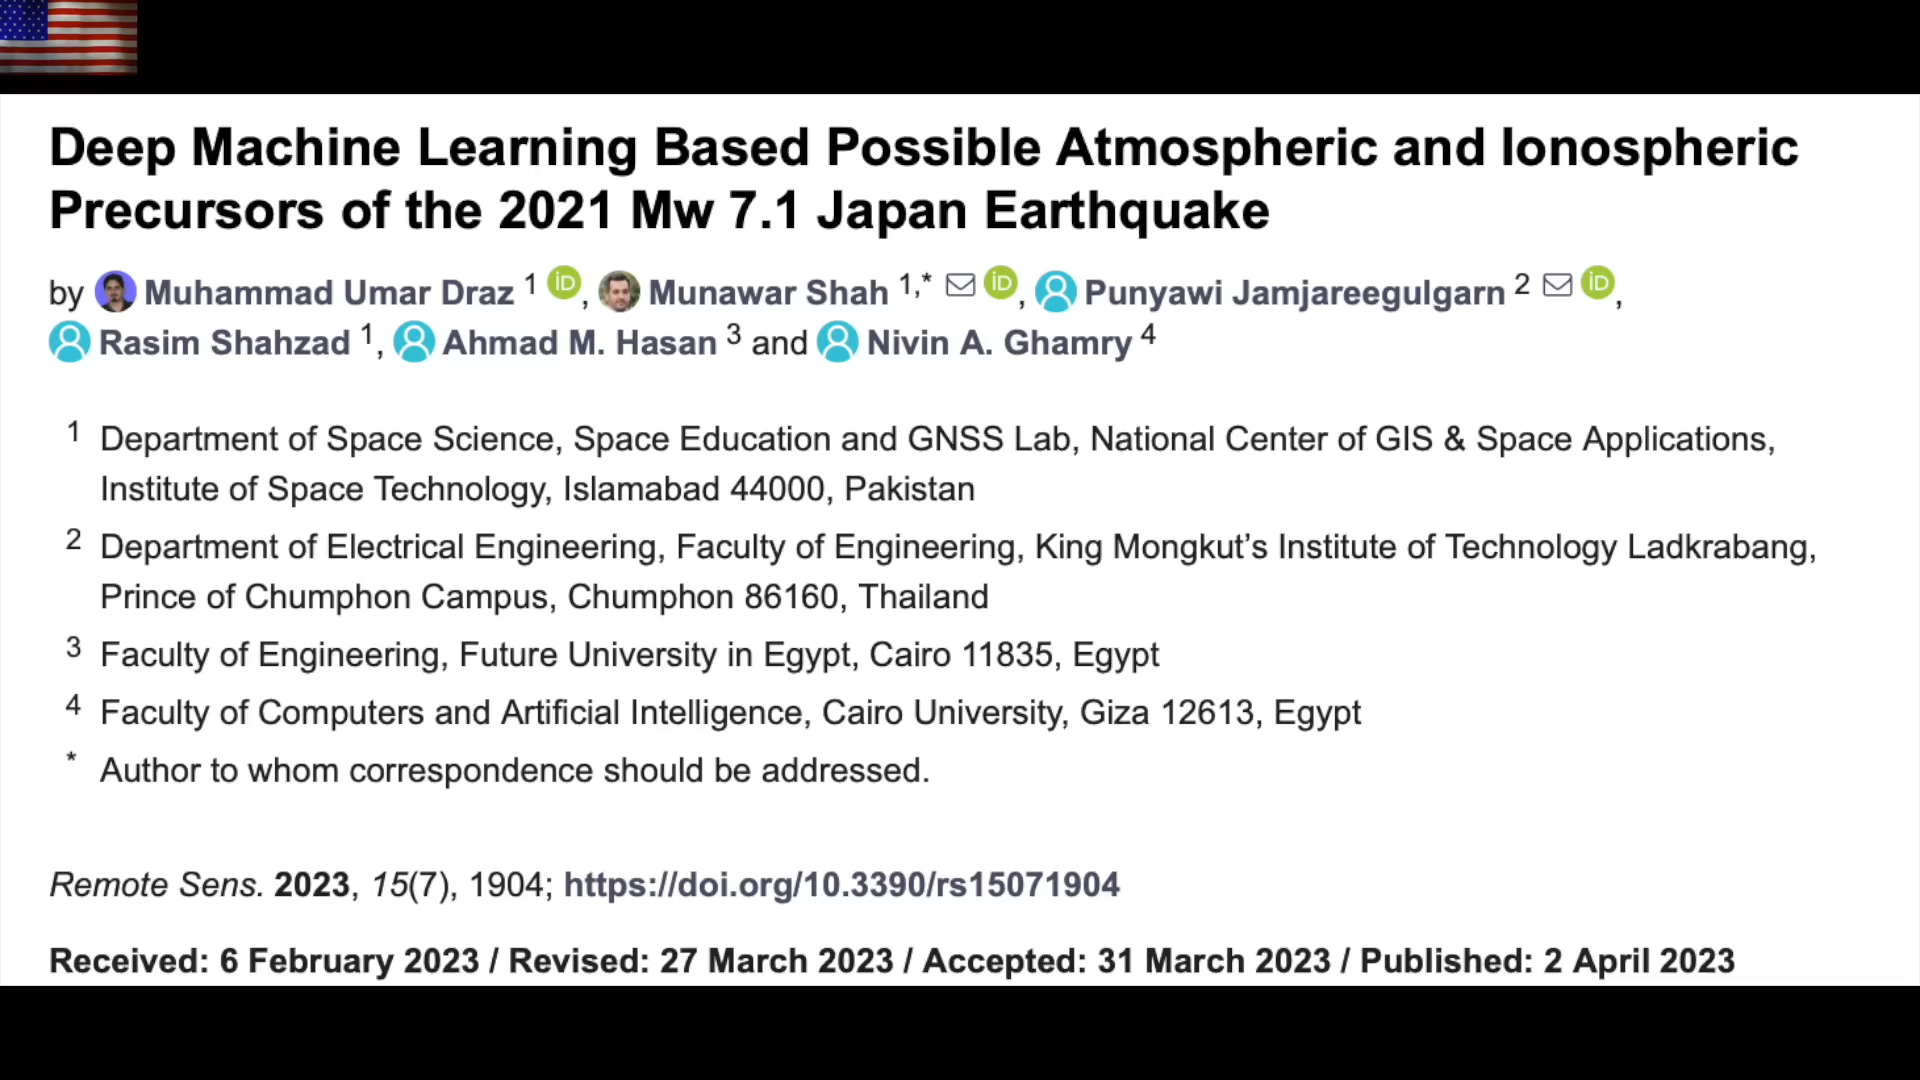 Deep Machine Learning Based Possible Atmospheric and Ionospheric
Precursors of the 2021 Mw 7.1 Japan Earthquake
by Muhammad Umar Draz 1 iD, Munawar Shah 1,* iD, Punyawi Jamjareegulgarn 2 iD,
Rasim Shahzad 1, Ahmad M. Hasan 3 and Nivin A. Ghamry 4
1 Department of Space Science, Space Education and GNSS Lab, National Center of GIS & Space Applications,
Institute of Space Technology, Islamabad 44000, Pakistan
2 Department of Electrical Engineering, Faculty of Engineering, King Mongkut’s Institute of Technology Ladkrabang,
Prince of Chumphon Campus, Chumphon 86160, Thailand
3 Faculty of Engineering, Future University in Egypt, Cairo 11835, Egypt
4 Faculty of Computers and Artificial Intelligence, Cairo University, Giza 12613, Egypt
* Author to whom correspondence should be addressed.
Remote Sens. 2023, 15(7), 1904; https://doi.org/10.3390/rs15071904
Received: 6 February 2023 / Revised: 27 March 2023 / Accepted: 31 March 2023 / Published: 2 April 2023